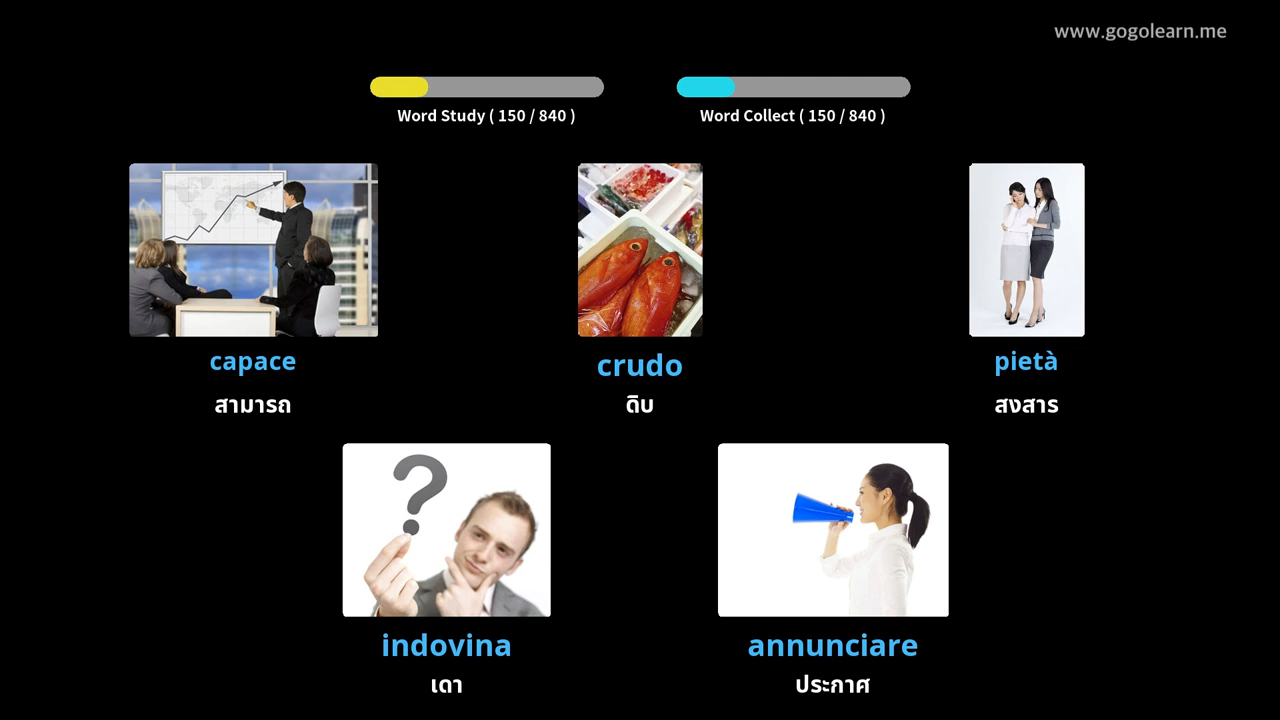 www.gogolearn.me
Word Study ( 150 / 840 )
Word Collect ( 150 / 840 )
capace
สามารถ
crudo
ดิบ
pietà
สงสาร
?
indovina
เดา
annunciare
ประกาศ